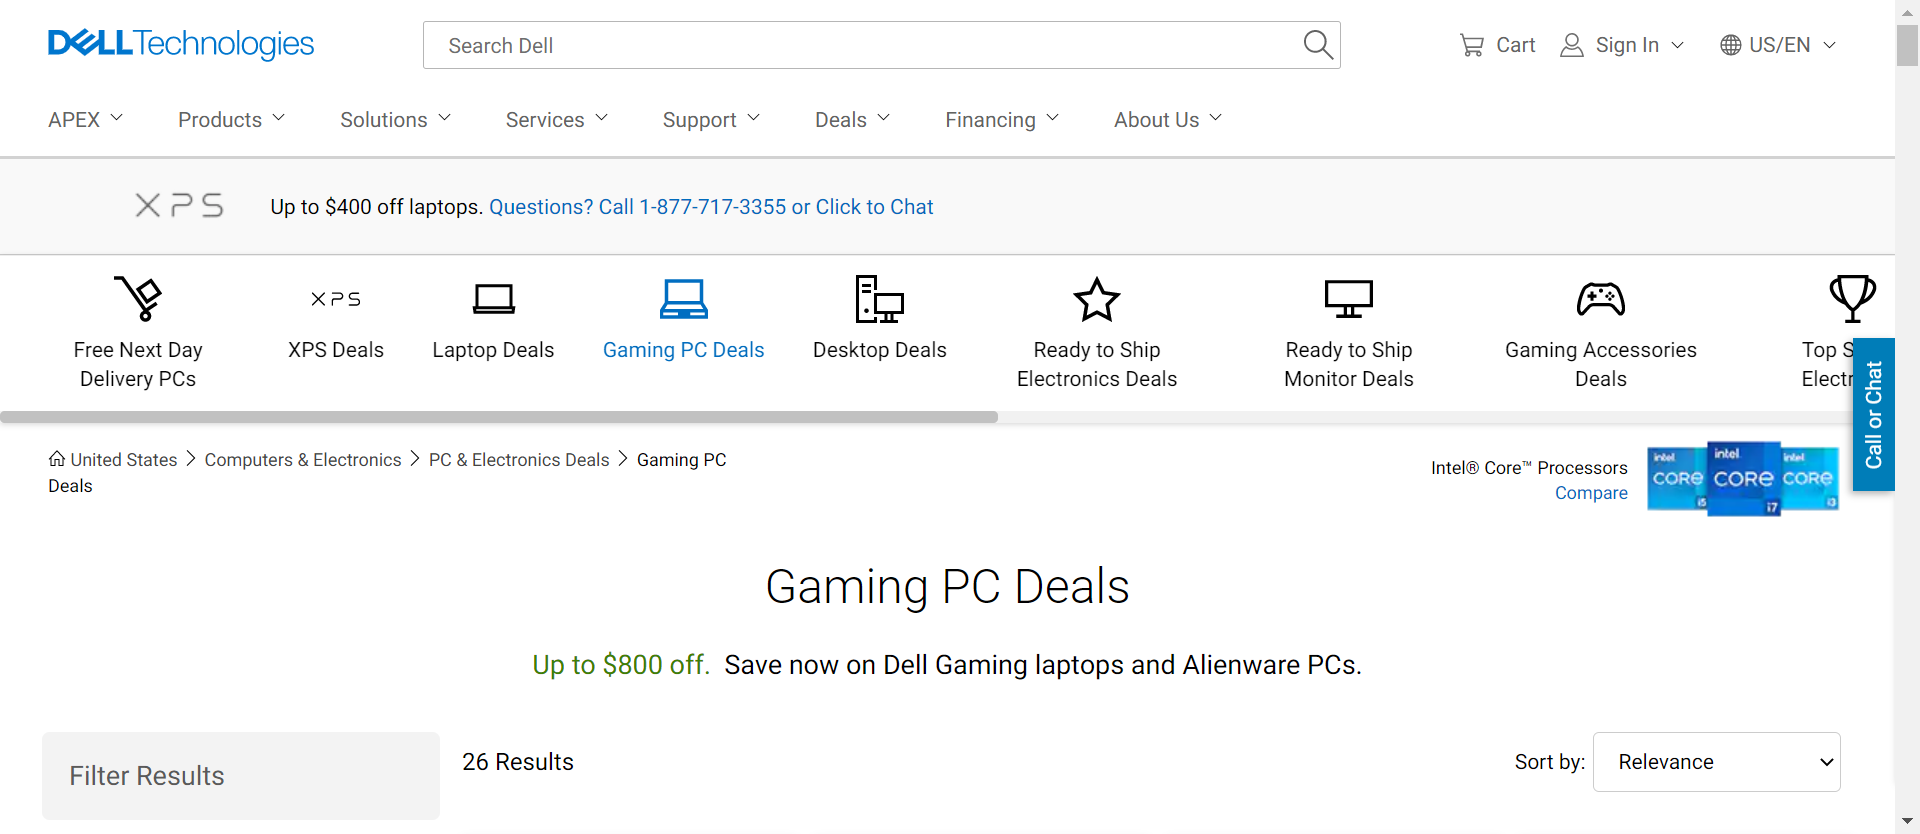 DELL Technologies
Search Dell
Cart
Sign In
US/EN
APEX
Products
Solutions
Services
Support
Deals
Financing
About Us
XPS
Up to $400 off laptops. Questions? Call 1-877-717-3355 or Click to Chat
XPS
Free Next Day
Delivery PCs
XPS Deals
Laptop Deals
Gaming PC Deals
Desktop Deals
Ready to Ship
Electronics Deals
Ready to Ship
Monitor Deals
Gaming Accessories
Deals
Top
Call or Chat
United States > Computers & Electronics > PC & Electronics Deals > Gaming PC
Deals
Intel® Core™ Processors
Compare
intel
CORE
i5
intel
CORE
i7
intel
CORE
i3
Gaming PC Deals
Up to $800 off. Save now on Dell Gaming laptops and Alienware PCs.
Filter Results
26 Results
Sort by:
Relevance